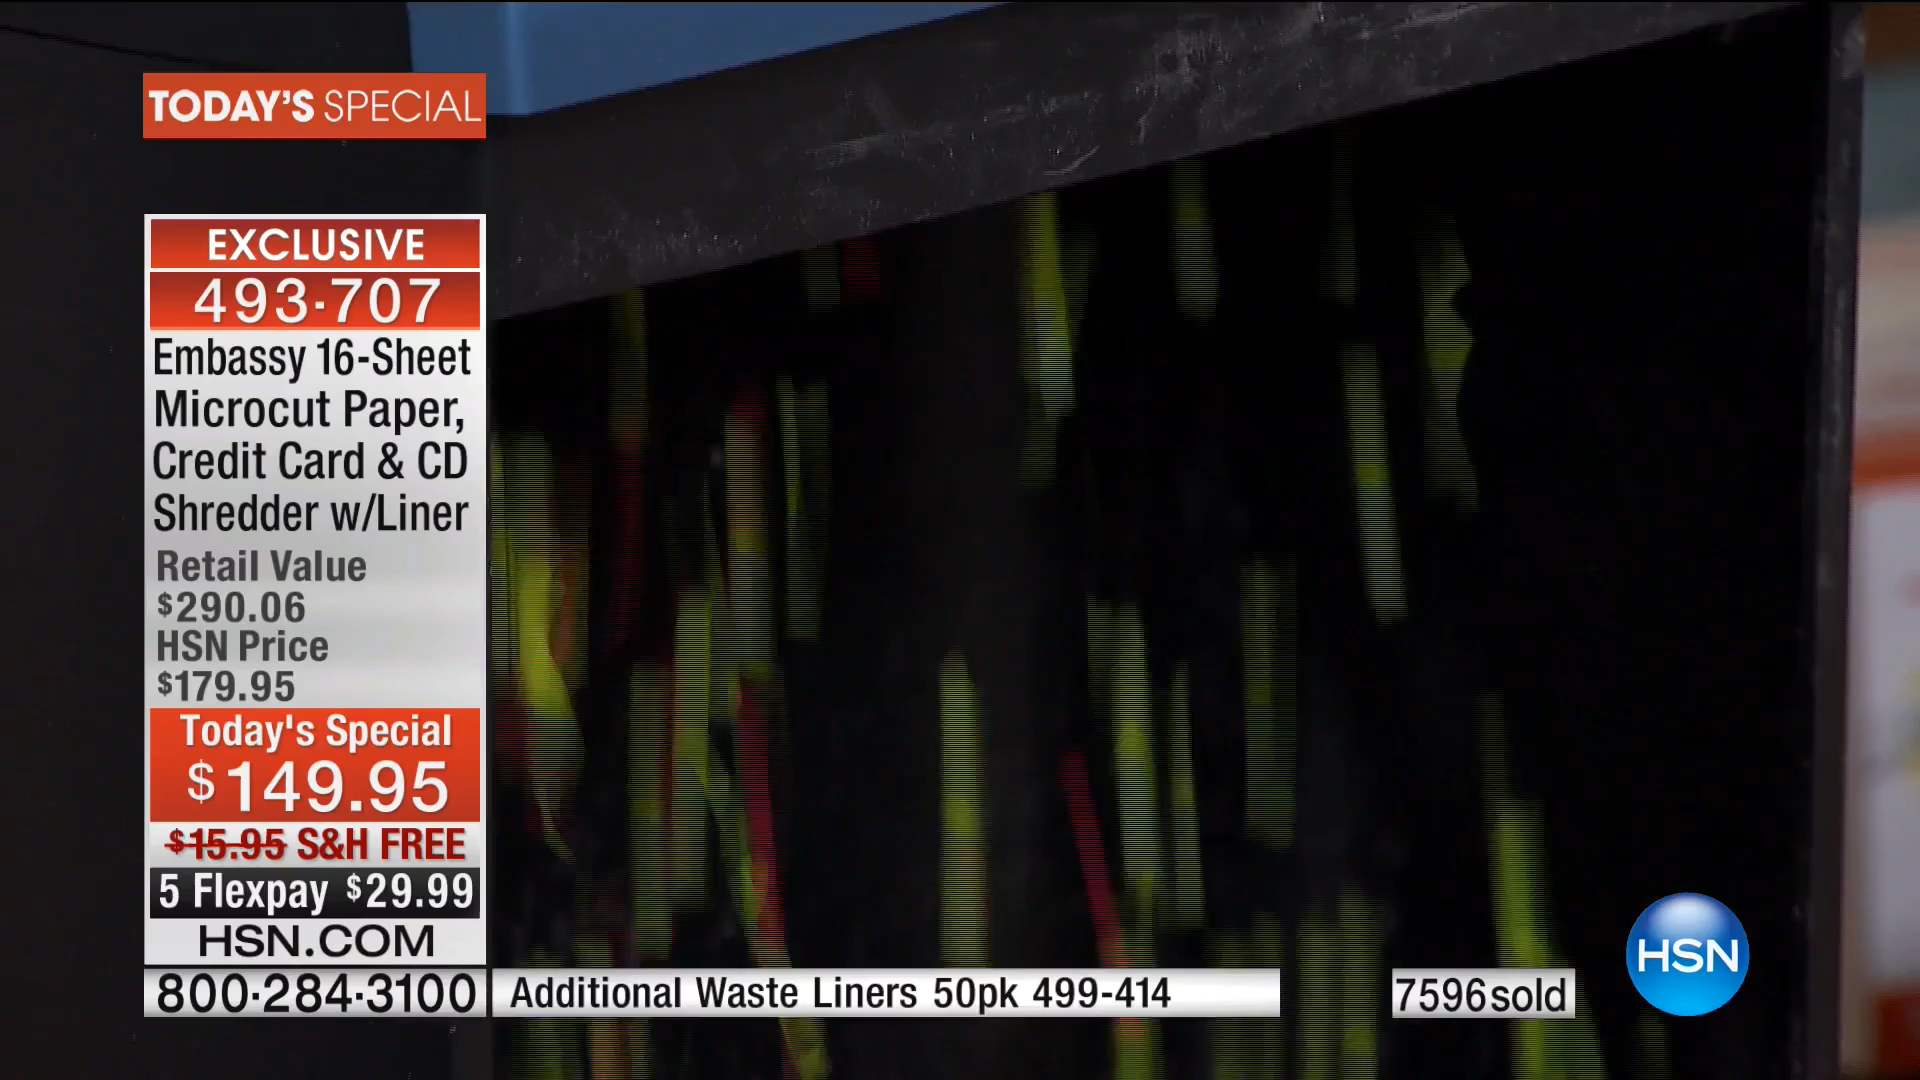 TODAY'S SPECIAL
EXCLUSIVE
493·707
Embassy 16-Sheet
Microcut Paper,
Credit Card & CD
Shredder w/Liner
Retail Value
$290.06
HSN Price
$179.95
Today's Special
$149.95
$15.95 S&H FREE
5 Flexpay $29.99
HSN.COM
800·284·3100
Additional Waste Liners 50pk 499-414
7596 sold
HSN